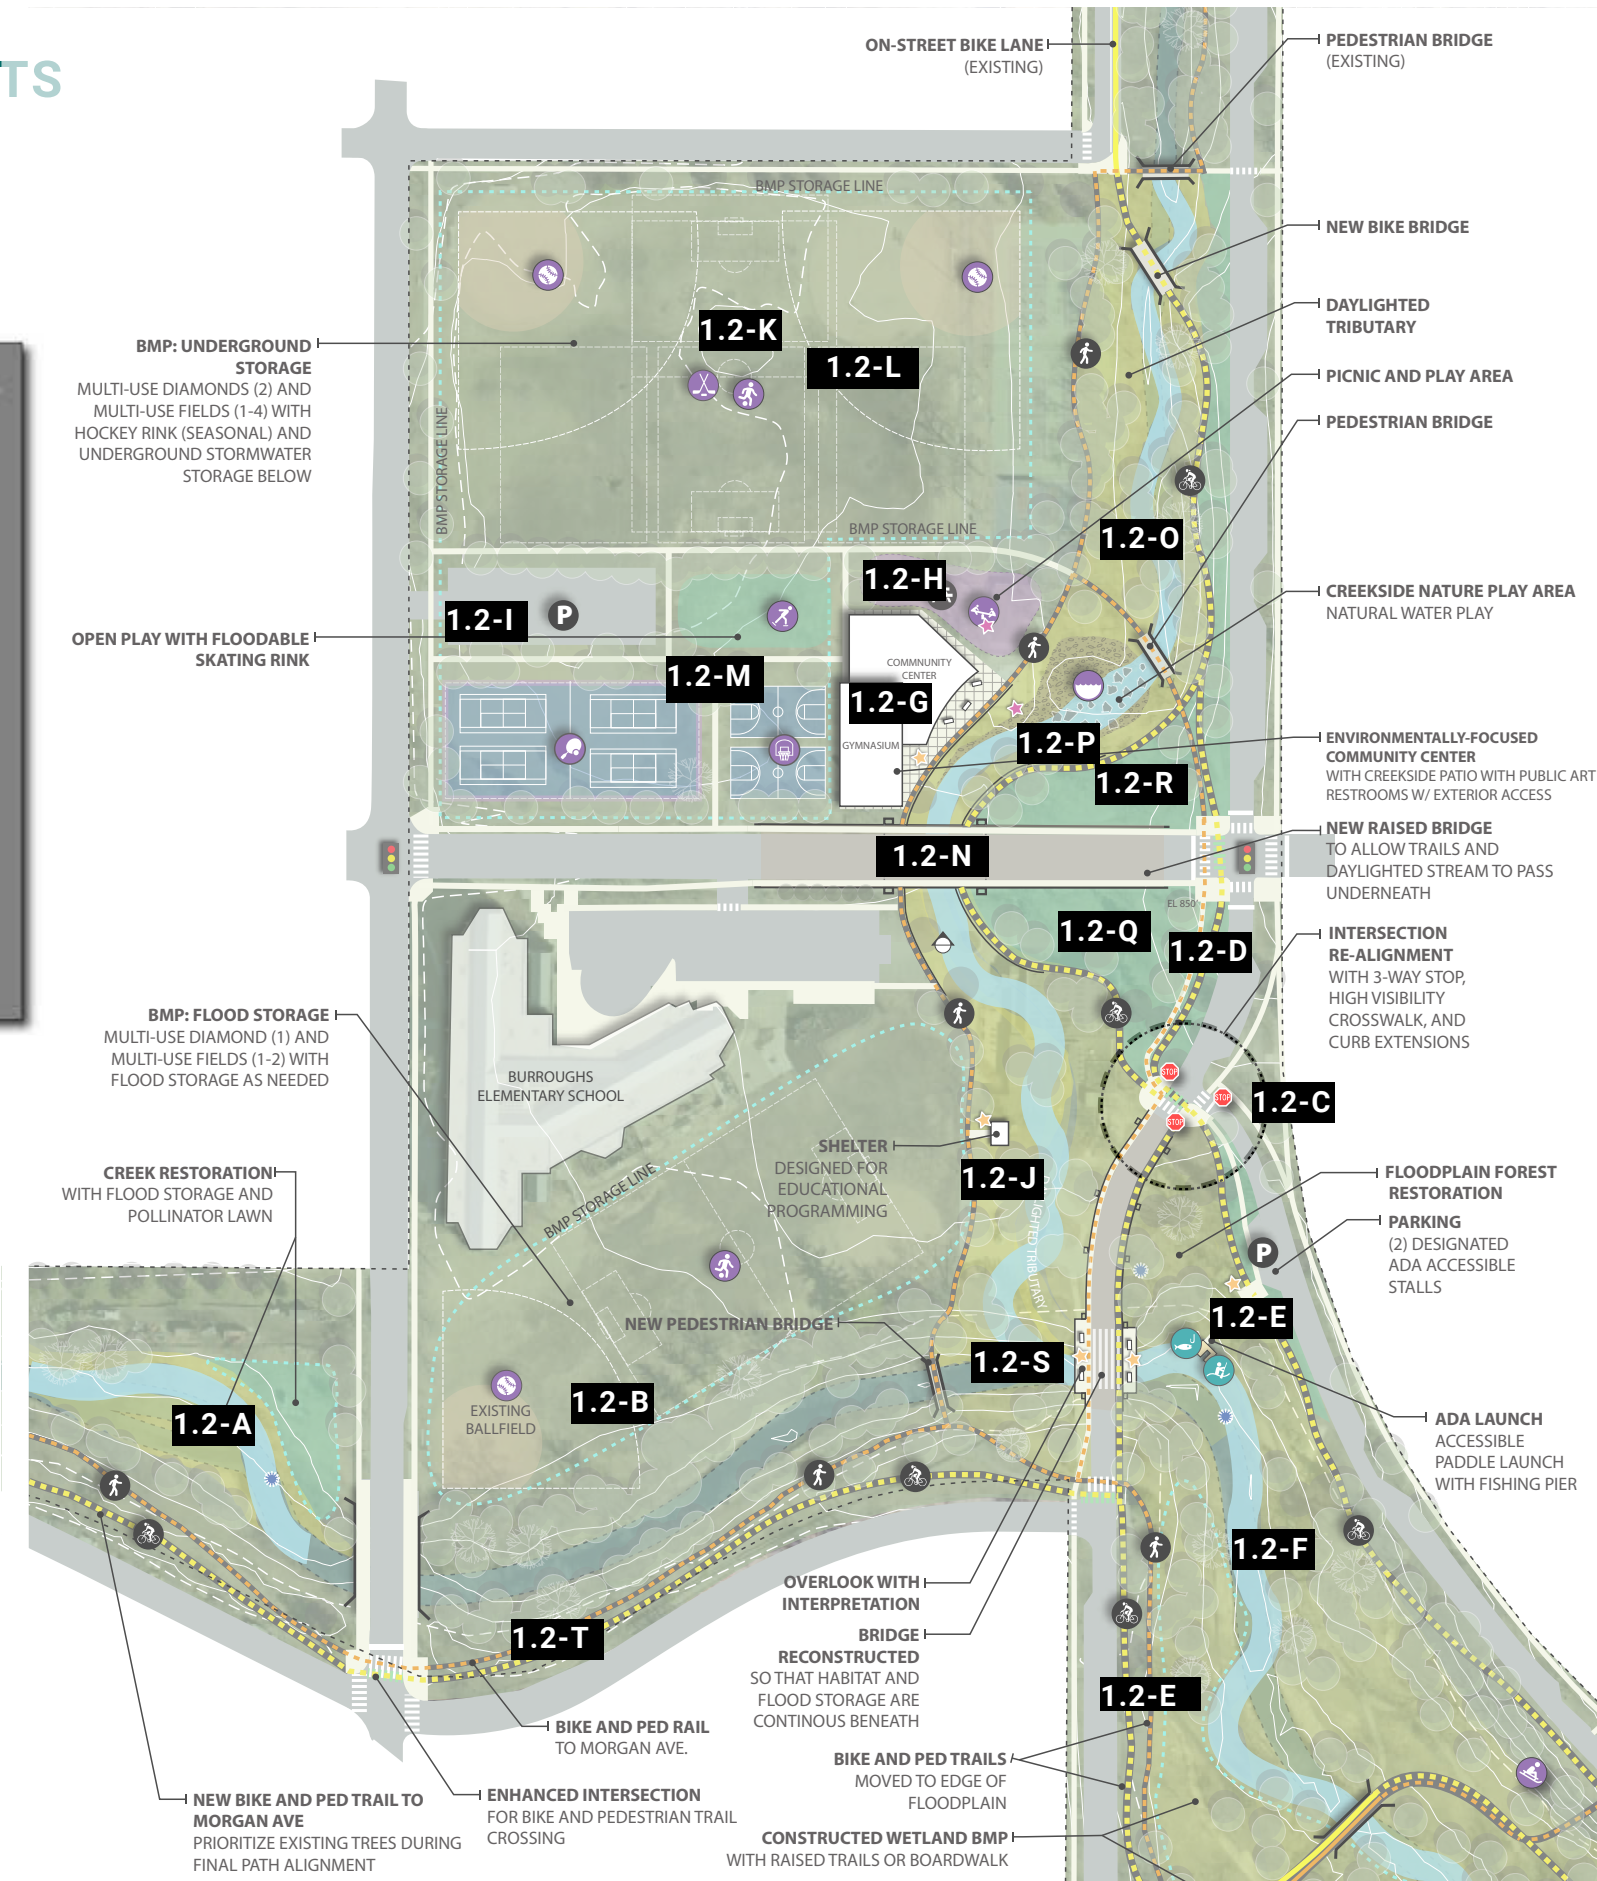 TS
ON-STREET BIKE LANE
(EXISTING)
PEDESTRIAN BRIDGE
(EXISTING)
BMP STORAGE LINE
NEW BIKE BRIDGE
DAYLIGHTED
TRIBUTARY
PICNIC AND PLAY AREA
PEDESTRIAN BRIDGE
BMP: UNDERGROUND
STORAGE
MULTI-USE DIAMONDS (2) AND
MULTI-USE FIELDS (1-4) WITH
HOCKEY RINK (SEASONAL) AND
UNDERGROUND STORMWATER
STORAGE BELOW
1.2-K
1.2-L
BMP STORAGE LINE
BMP STORAGE LINE
1.2-O
1.2-H
1.2-I
P
CREEKSIDE NATURE PLAY AREA
NATURAL WATER PLAY
OPEN PLAY WITH FLOODABLE
SKATING RINK
1.2-M
COMMNUNITY
CENTER
1.2-G
GYMNASIUM
1.2-P
1.2-R
ENVIRONMENTALLY-FOCUSED
COMMUNITY CENTER
WITH CREEKSIDE PATIO WITH PUBLIC ART
RESTROOMS W/ EXTERIOR ACCESS
1.2-N
NEW RAISED BRIDGE
TO ALLOW TRAILS AND
DAYLIGHTED STREAM TO PASS
UNDERNEATH
EL 850'
1.2-Q
1.2-D
INTERSECTION
RE-ALIGNMENT
WITH 3-WAY STOP,
HIGH VISIBILITY
CROSSWALK, AND
CURB EXTENSIONS
BMP: FLOOD STORAGE
MULTI-USE DIAMOND (1) AND
MULTI-USE FIELDS (1-2) WITH
FLOOD STORAGE AS NEEDED
BURROUGHS
ELEMENTARY SCHOOL
STOP
STOP
STOP
1.2-C
SHELTER
DESIGNED FOR
EDUCATIONAL
PROGRAMMING
1.2-J
BMP STORAGE LINE
CREEK RESTORATION
WITH FLOOD STORAGE AND
POLLINATOR LAWN
FLOODPLAIN FOREST
RESTORATION
PARKING
(2) DESIGNATED
ADA ACCESSIBLE
STALLS
P
TRIBUTARY
1.2-E
NEW PEDESTRIAN BRIDGE
1.2-S
1.2-A
EXISTING
BALLFIELD
1.2-B
ADA LAUNCH
ACCESSIBLE
PADDLE LAUNCH
WITH FISHING PIER
1.2-F
OVERLOOK WITH
INTERPRETATION
BRIDGE
RECONSTRUCTED
SO THAT HABITAT AND
FLOOD STORAGE ARE
CONTINOUS BENEATH
1.2-T
1.2-E
BIKE AND PED RAIL
TO MORGAN AVE.
BIKE AND PED TRAILS
MOVED TO EDGE OF
FLOODPLAIN
NEW BIKE AND PED TRAIL TO
MORGAN AVE
PRIORITIZE EXISTING TREES DURING
FINAL PATH ALIGNMENT
ENHANCED INTERSECTION
FOR BIKE AND PEDESTRIAN TRAIL
CROSSING
CONSTRUCTED WETLAND BMP
WITH RAISED TRAILS OR BOARDWALK